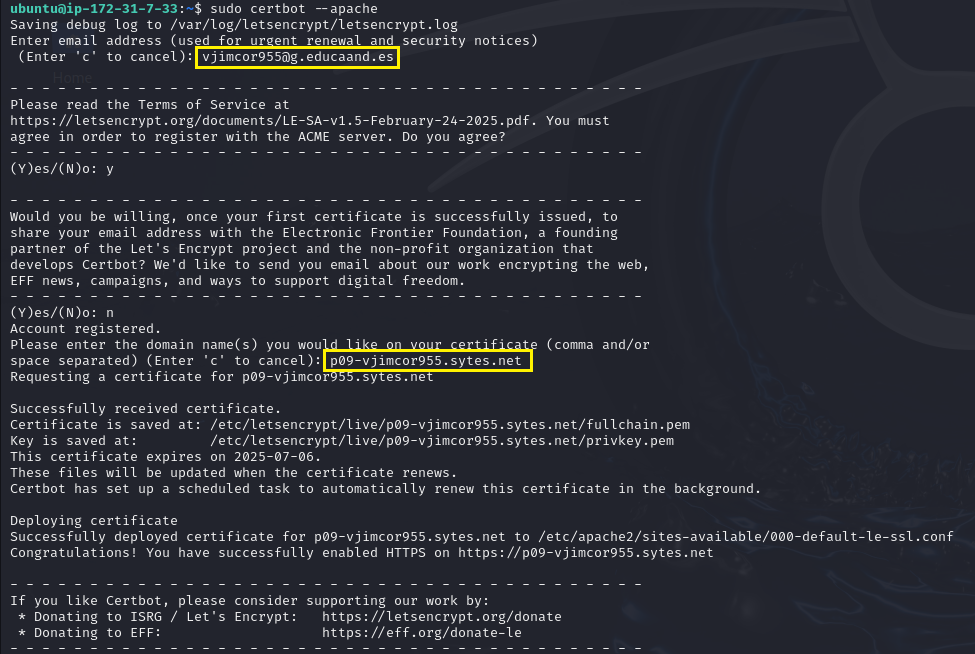 ubuntu@ip-172-31-7-33:~$ sudo certbot --apache
Saving debug log to /var/log/letsencrypt/letsencrypt.log
Enter email address (used for urgent renewal and security notices)
 (Enter 'c' to cancel): vjimcor955@g.educaand.es
Home
- - - - - - - - - - - - - - - - - - - - - - - - - - - - - - - - - - - - - - - -
Please read the Terms of Service at
https://letsencrypt.org/documents/LE-SA-v1.5-February-24-2025.pdf. You must
agree in order to register with the ACME server. Do you agree?
- - - - - - - - - - - - - - - - - - - - - - - - - - - - - - - - - - - - - - - -
(Y)es/(N)o: y

- - - - - - - - - - - - - - - - - - - - - - - - - - - - - - - - - - - - - - - -
Would you be willing, once your first certificate is successfully issued, to
share your email address with the Electronic Frontier Foundation, a founding
partner of the Let's Encrypt project and the non-profit organization that
develops Certbot? We'd like to send you email about our work encrypting the web,
EFF news, campaigns, and ways to support digital freedom.
- - - - - - - - - - - - - - - - - - - - - - - - - - - - - - - - - - - - - - - -
(Y)es/(N)o: n
Account registered.
Please enter the domain name(s) you would like on your certificate (comma and/or
space separated) (Enter 'c' to cancel): p09-vjimcor955.sytes.net
Requesting a certificate for p09-vjimcor955.sytes.net

Successfully received certificate.
Certificate is saved at: /etc/letsencrypt/live/p09-vjimcor955.sytes.net/fullchain.pem
Key is saved at:         /etc/letsencrypt/live/p09-vjimcor955.sytes.net/privkey.pem
This certificate expires on 2025-07-06.
These files will be updated when the certificate renews.
Certbot has set up a scheduled task to automatically renew this certificate in the background.

Deploying certificate
Successfully deployed certificate for p09-vjimcor955.sytes.net to /etc/apache2/sites-available/000-default-le-ssl.conf
Congratulations! You have successfully enabled HTTPS on https://p09-vjimcor955.sytes.net

- - - - - - - - - - - - - - - - - - - - - - - - - - - - - - - - - - - - - - - -
If you like Certbot, please consider supporting our work by:
 * Donating to ISRG / Let's Encrypt:   https://letsencrypt.org/donate
 * Donating to EFF:                    https://eff.org/donate-le
- - - - - - - - - - - - - - - - - - - - - - - - - - - - - - - - - - - - - - - -